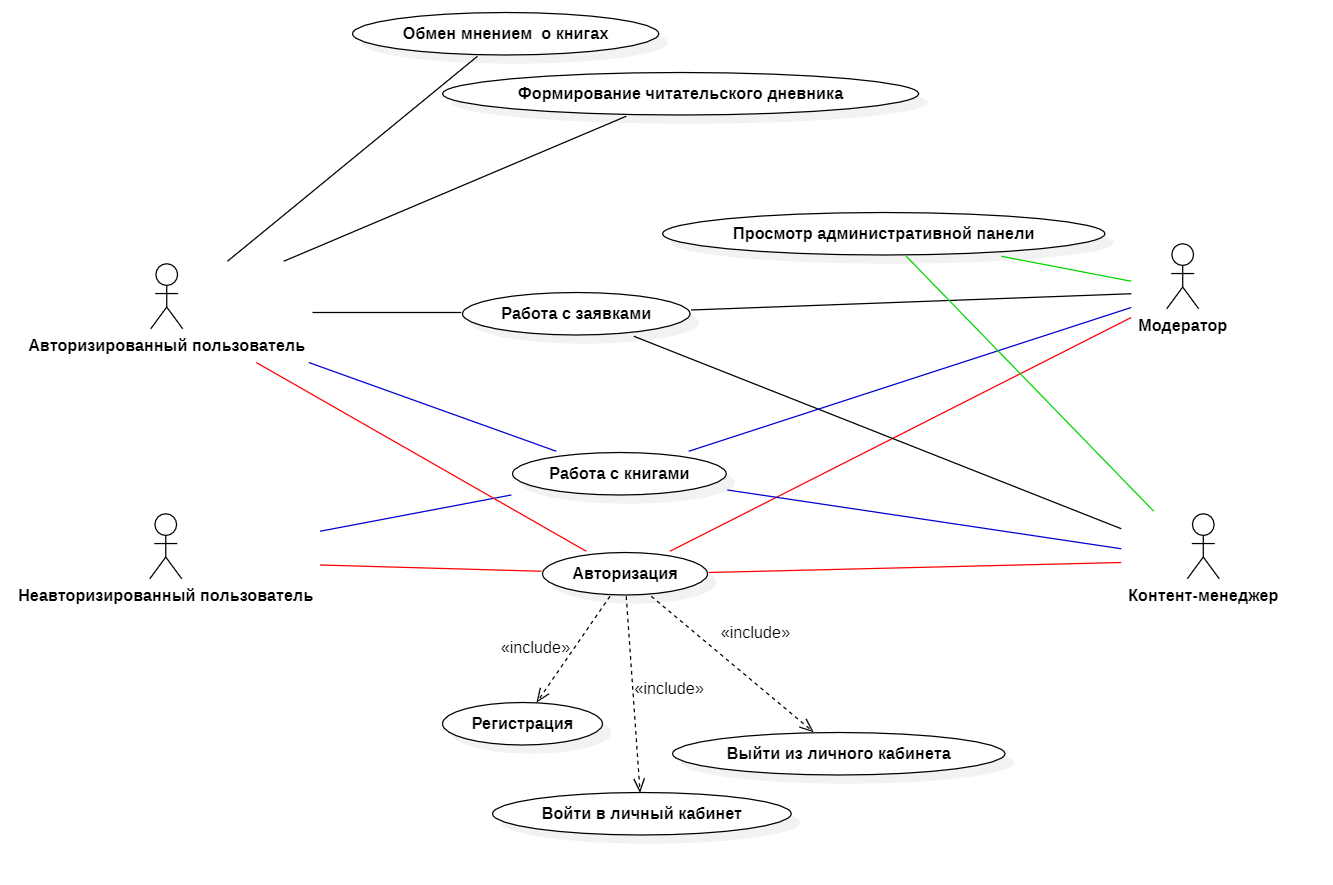 Обмен мнением  о книгах
Формирование читательского дневника
Просмотр административной панели
Работа с заявками
Модератор
Авторизированный пользователь
Работа с книгами
Авторизация
Неавторизированный пользователь
Контент-менеджер
«include»
«include»
«include»
Регистрация
Выйти из личного кабинета
Войти в личный кабинет